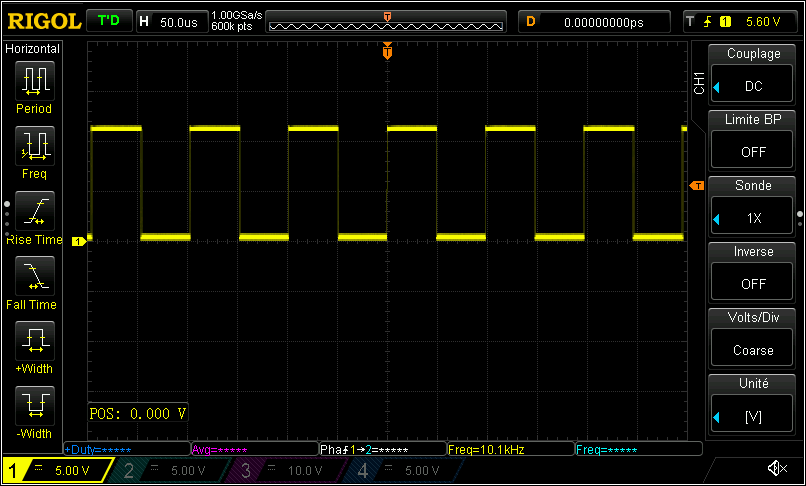 RIGOL T'D H 50.0us 1.00GSa/s 600k pts T D 0.00000000ps T 1 5.60 V
Horizontal
Period
1/
Freq
Rise Time
Fall Time
+Width
-Width
T
T
1
POS: 0.000 V
CH1
Couplage
DC
Limite BP
OFF
Sonde
1X
Inverse
OFF
Volts/Div
Coarse
Unité
[V]
+Duty=***** Avg=***** Pha1→2=***** Freq=10.1kHz Freq=*****
1 5.00 V 2 5.00 V 3 10.0 V 4 5.00 V